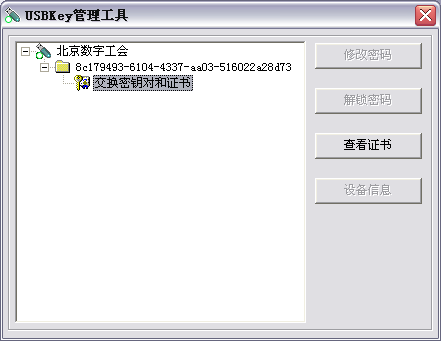 USBKey管理工具
北京数字工会
8c179493-6104-4337-aa03-516022a28d73
交换密钥对和证书
修改密码
解锁密码
查看证书
设备信息